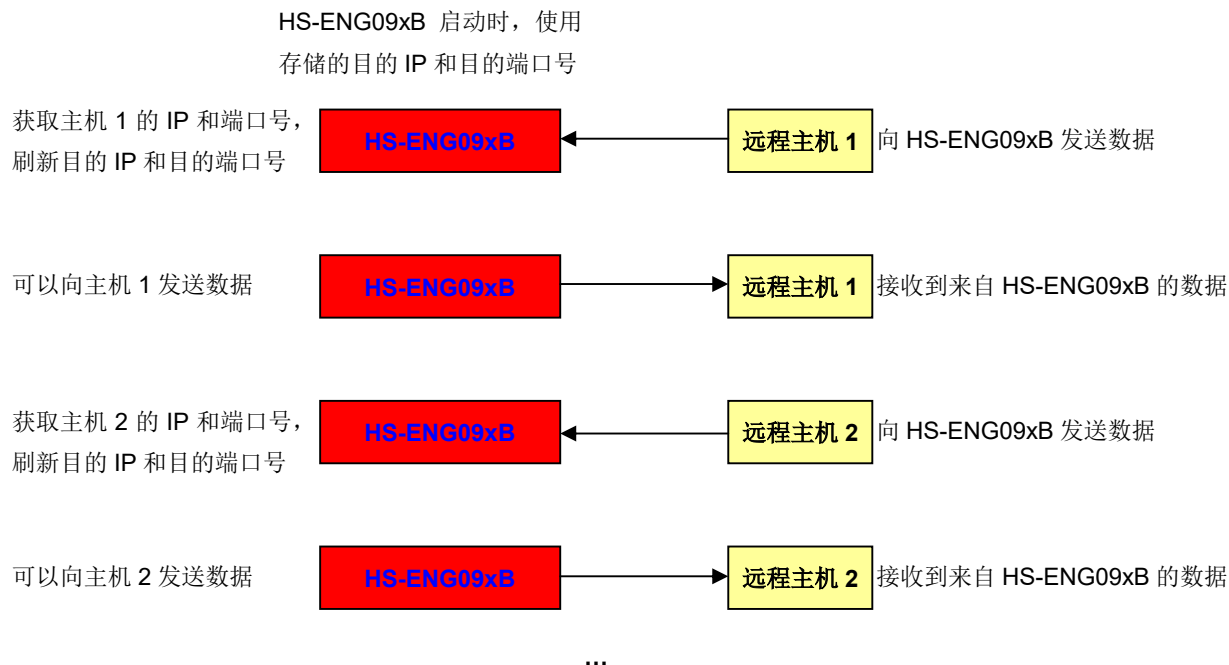 HS-ENG09xB 启动时，使用
存储的目的 IP 和目的端口号
获取主机 1 的 IP 和端口号，
刷新目的 IP 和目的端口号
HS-ENG09xB
远程主机 1
向 HS-ENG09xB 发送数据
可以向主机 1 发送数据
HS-ENG09xB
远程主机 1
接收到来自 HS-ENG09xB 的数据
获取主机 2 的 IP 和端口号，
刷新目的 IP 和目的端口号
HS-ENG09xB
远程主机 2
向 HS-ENG09xB 发送数据
可以向主机 2 发送数据
HS-ENG09xB
远程主机 2
接收到来自 HS-ENG09xB 的数据
...